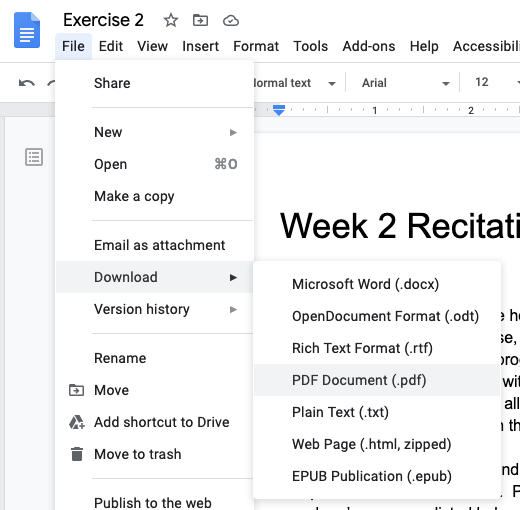 Exercise 2
File Edit View Insert Format Tools Add-ons Help
Normal text Arial 12
1 2
Share
New
Open ⌘O
Make a copy
Email as attachment
Download
Version history
Rename
Move
Add shortcut to Drive
Move to trash
Publish to the web
Week 2
Microsoft Word (.docx)
OpenDocument Format (.odt)
Rich Text Format (.rtf)
PDF Document (.pdf)
Plain Text (.txt)
Web Page (.html, zipped)
EPUB Publication (.epub)